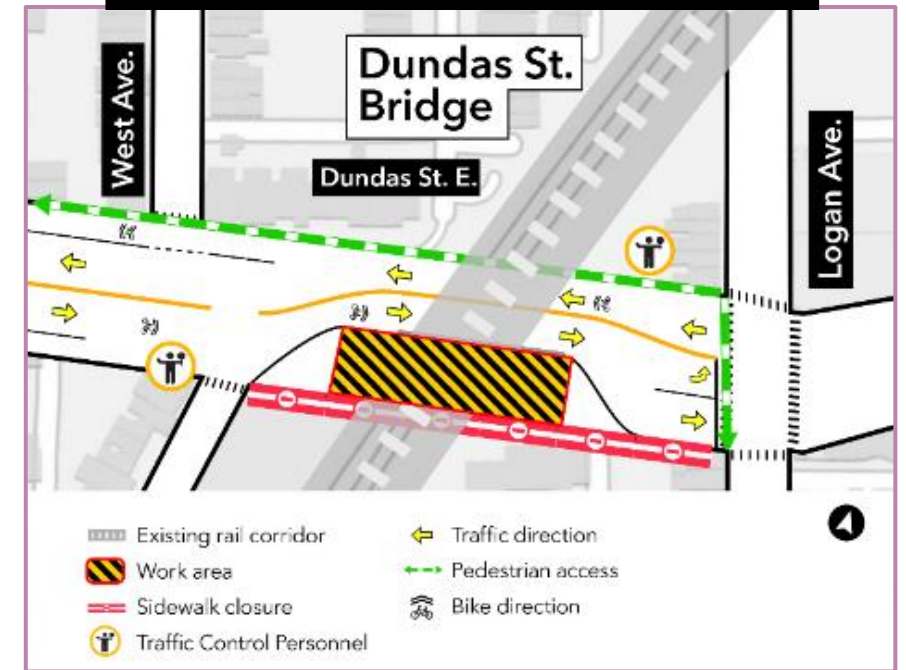 Dundas St.
Bridge
West Ave.
Dundas St. E.
Logan Ave.
Existing rail corridor
Work area
Sidewalk closure
Traffic Control Personnel
Traffic direction
Pedestrian access
Bike direction